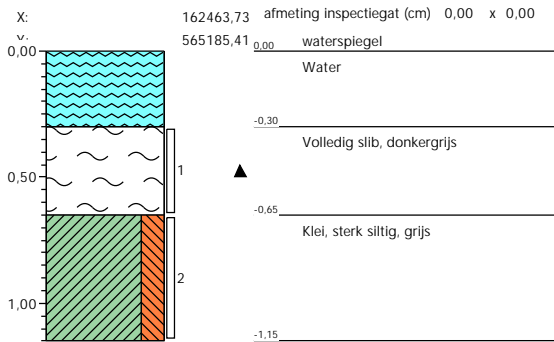 X: 162463,73 afmeting inspectiegat (cm) 0,00 x 0,00
Y: 565185,41
0,00 0,00 waterspiegel
Water
-0,30
Volledig slib, donkergrijs
0,50 1
-0,65
Klei, sterk siltig, grijs
2
1,00
-1,15